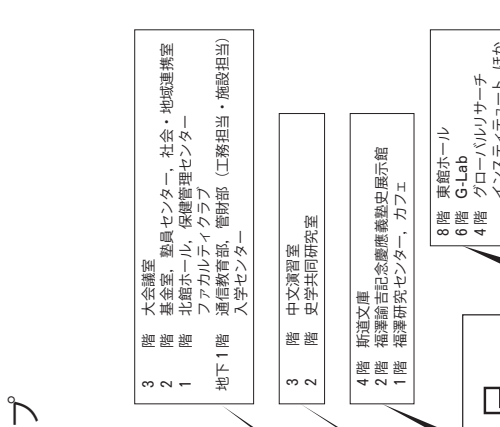 プ
3　階　大会議室
2　階　基金室，塾員センター，社会・地域連携室
1　階　北館ホール，保健管理センター
ファカルティクラブ
地下 1 階　通信教育部，管財部（工務担当・施設担当）
入学センター
3　階　中文演習室
2　階　史学共同研究室
4 階　斯道文庫
2 階　福澤諭吉記念慶應義塾史展示館
1 階　福澤研究センター，カフェ
8 階　東館ホール
6 階　G-Lab
4 階　グローバルリサーチ
インスティテュート（ほか）